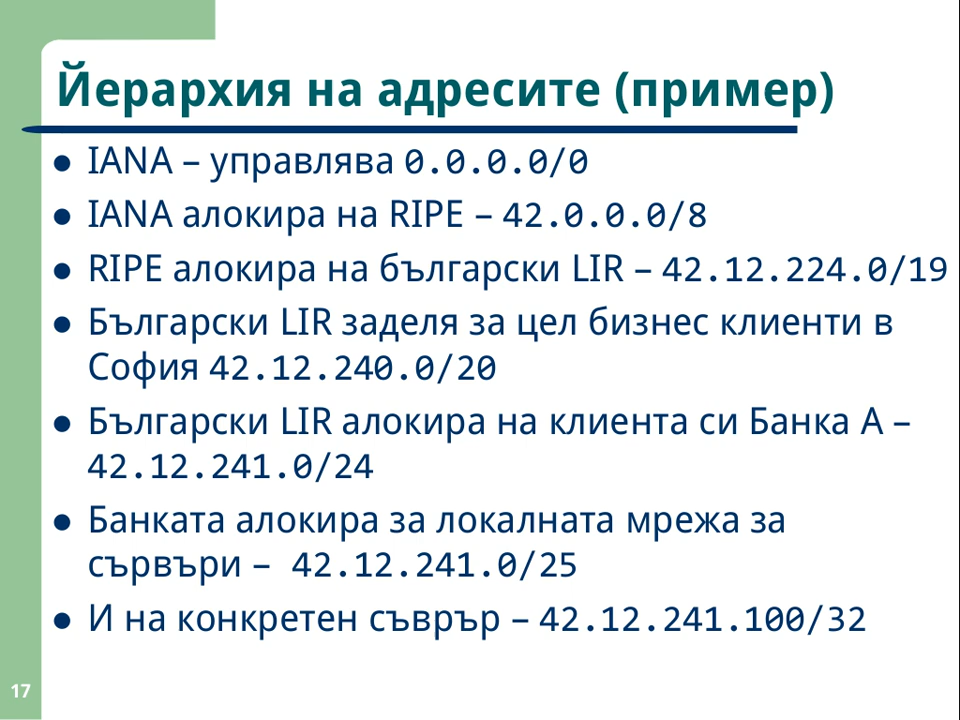 Йерархия на адресите (пример)
● IANA – управлява 0.0.0.0/0
● IANA алокира на RIPE – 42.0.0.0/8
● RIPE алокира на български LIR – 42.12.224.0/19
● Български LIR заделя за цел бизнес клиенти в
София 42.12.240.0/20
● Български LIR алокира на клиента си Банка А –
42.12.241.0/24
● Банката алокира за локалната мрежа за
сървъри – 42.12.241.0/25
● И на конкретен съврър – 42.12.241.100/32
17